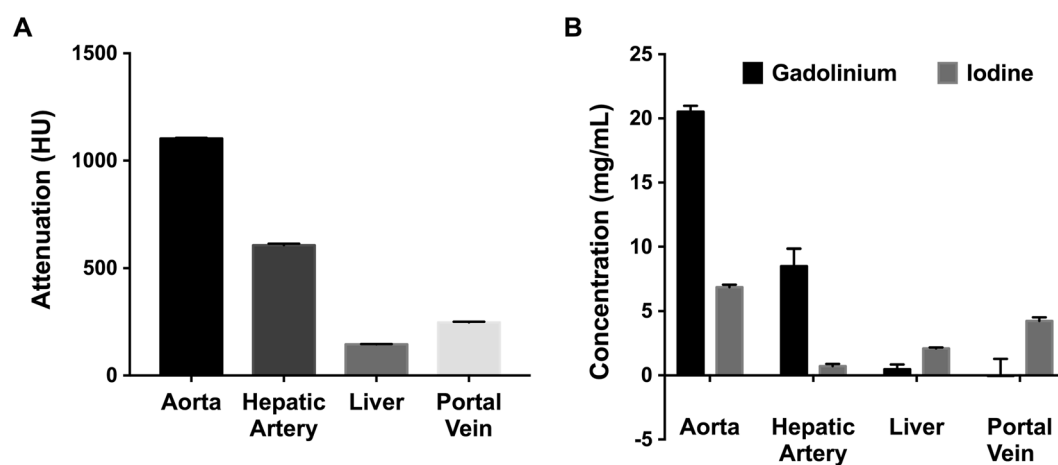 A
Attenuation (HU)
1500
1000
500
0
Aorta
Hepatic
Artery
Liver
Portal
Vein
B
Concentration (mg/mL)
Gadolinium
Iodine
25
20
15
10
5
0
-5
Aorta
Hepatic
Artery
Liver
Portal
Vein